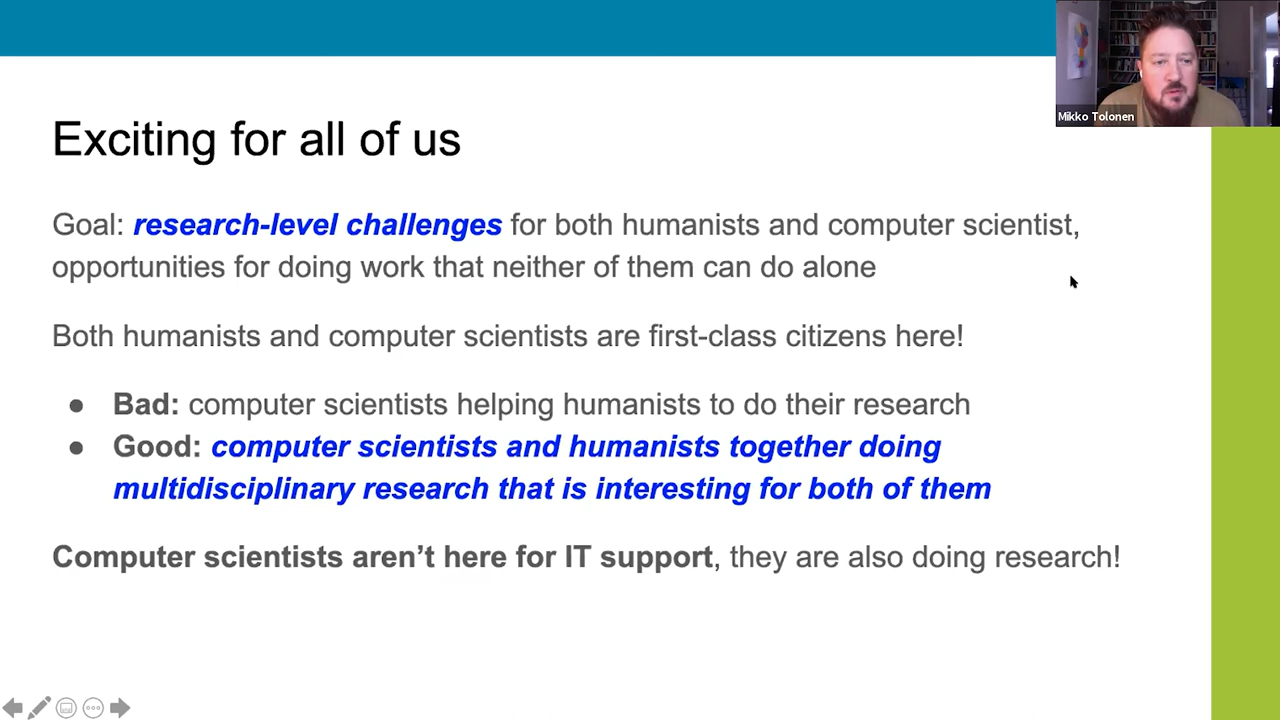 Mikko Tolonen
Exciting for all of us
Goal: research-level challenges for both humanists and computer scientist,
opportunities for doing work that neither of them can do alone
Both humanists and computer scientists are first-class citizens here!
● Bad: computer scientists helping humanists to do their research
● Good: computer scientists and humanists together doing
multidisciplinary research that is interesting for both of them
Computer scientists aren’t here for IT support, they are also doing research!